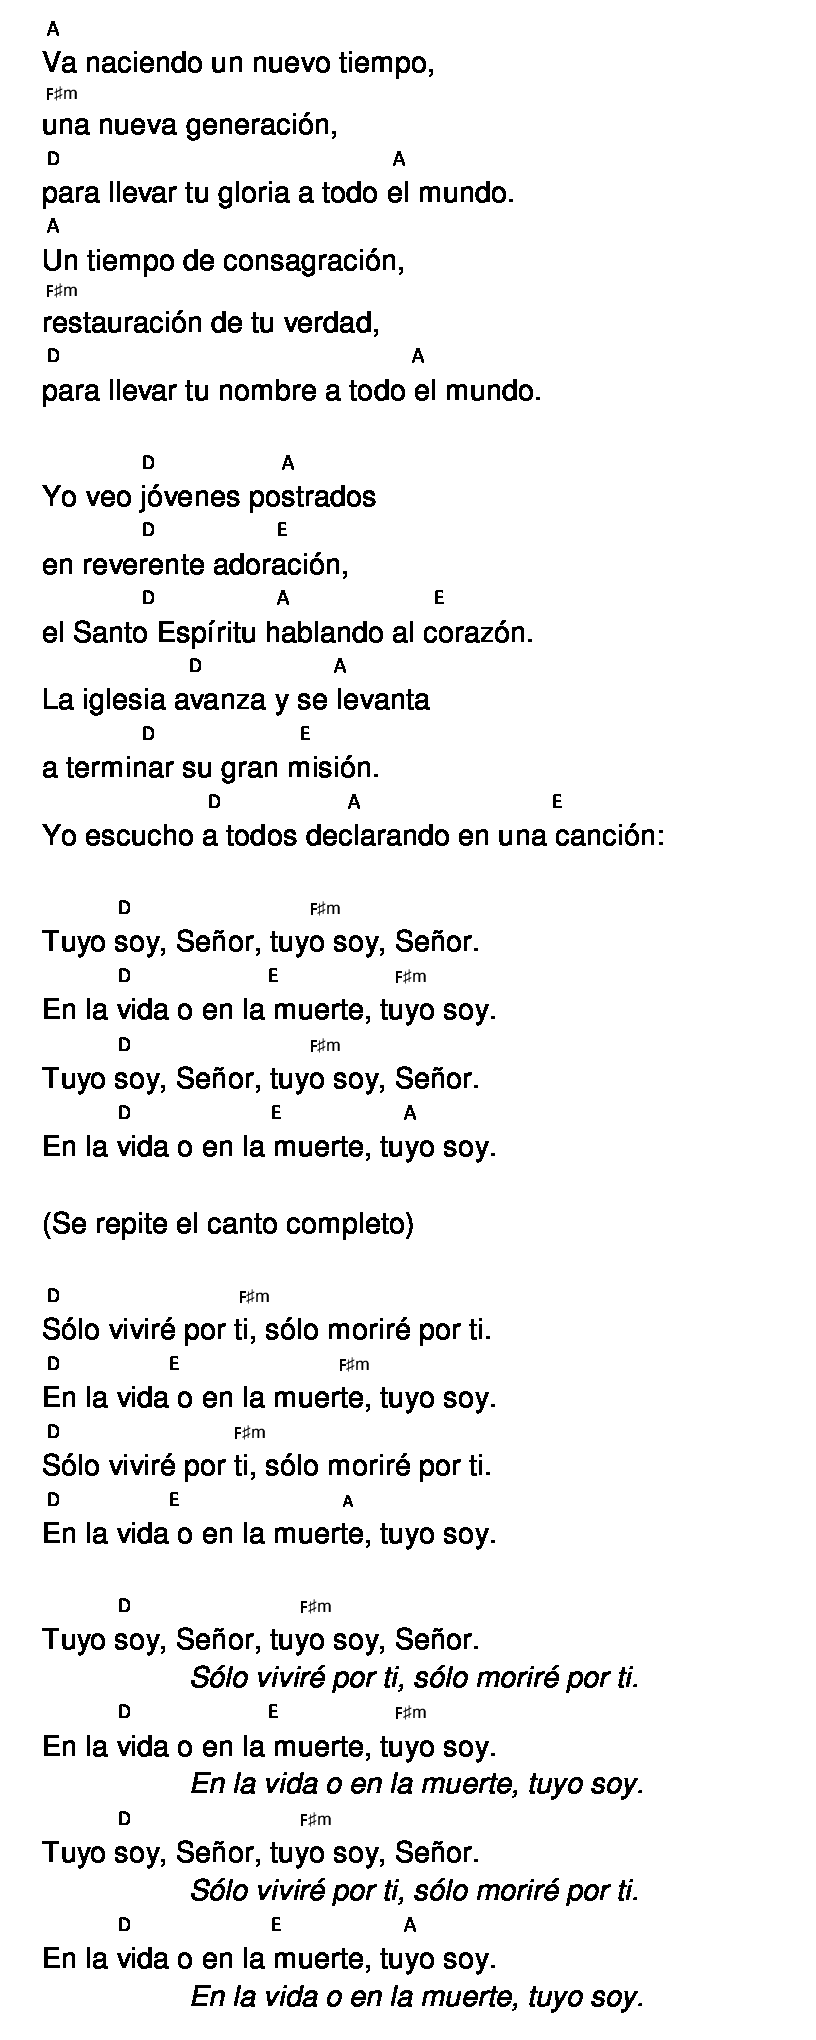 A
Va naciendo un nuevo tiempo,
F♯m
una nueva generación,
D A
para llevar tu gloria a todo el mundo.
A
Un tiempo de consagración,
F♯m
restauración de tu verdad,
D A
para llevar tu nombre a todo el mundo.
D A
Yo veo jóvenes postrados
D E
en reverente adoración,
D A E
el Santo Espíritu hablando al corazón.
D A
La iglesia avanza y se levanta
D E
a terminar su gran misión.
D A E
Yo escucho a todos declarando en una canción:
D F♯m
Tuyo soy, Señor, tuyo soy, Señor.
D E F♯m
En la vida o en la muerte, tuyo soy.
D F♯m
Tuyo soy, Señor, tuyo soy, Señor.
D E A
En la vida o en la muerte, tuyo soy.
(Se repite el canto completo)
D F♯m
Sólo viviré por ti, sólo moriré por ti.
D E F♯m
En la vida o en la muerte, tuyo soy.
D F♯m
Sólo viviré por ti, sólo moriré por ti.
D E A
En la vida o en la muerte, tuyo soy.
D F♯m
Tuyo soy, Señor, tuyo soy, Señor.
Sólo viviré por ti, sólo moriré por ti.
D E F♯m
En la vida o en la muerte, tuyo soy.
En la vida o en la muerte, tuyo soy.
D F♯m
Tuyo soy, Señor, tuyo soy, Señor.
Sólo viviré por ti, sólo moriré por ti.
D E A
En la vida o en la muerte, tuyo soy.
En la vida o en la muerte, tuyo soy.